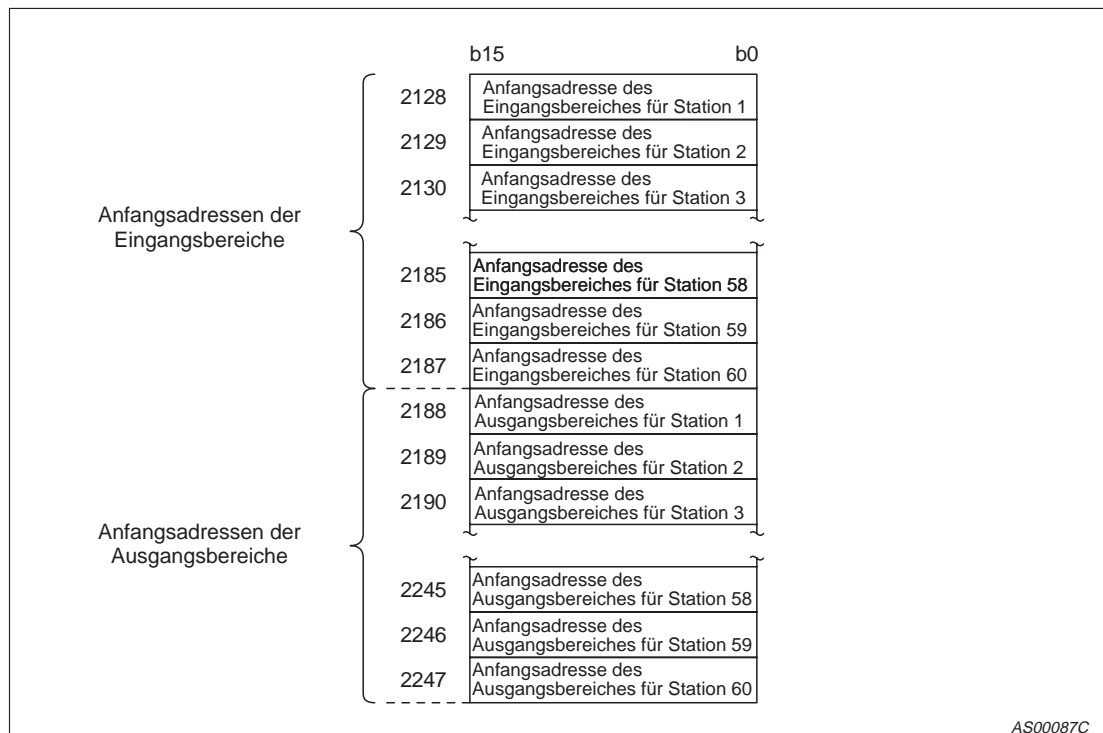 b15 b0
2128 Anfangsadresse des
Eingangsbereiches für Station 1
2129 Anfangsadresse des
Eingangsbereiches für Station 2
2130 Anfangsadresse des
Eingangsbereiches für Station 3
Anfangsadressen der
Eingangsbereiche
2185 Anfangsadresse des
Eingangsbereiches für Station 58
2186 Anfangsadresse des
Eingangsbereiches für Station 59
2187 Anfangsadresse des
Eingangsbereiches für Station 60
2188 Anfangsadresse des
Ausgangsbereiches für Station 1
2189 Anfangsadresse des
Ausgangsbereiches für Station 2
2190 Anfangsadresse des
Ausgangsbereiches für Station 3
Anfangsadressen der
Ausgangsbereiche
2245 Anfangsadresse des
Ausgangsbereiches für Station 58
2246 Anfangsadresse des
Ausgangsbereiches für Station 59
2247 Anfangsadresse des
Ausgangsbereiches für Station 60
AS00087C